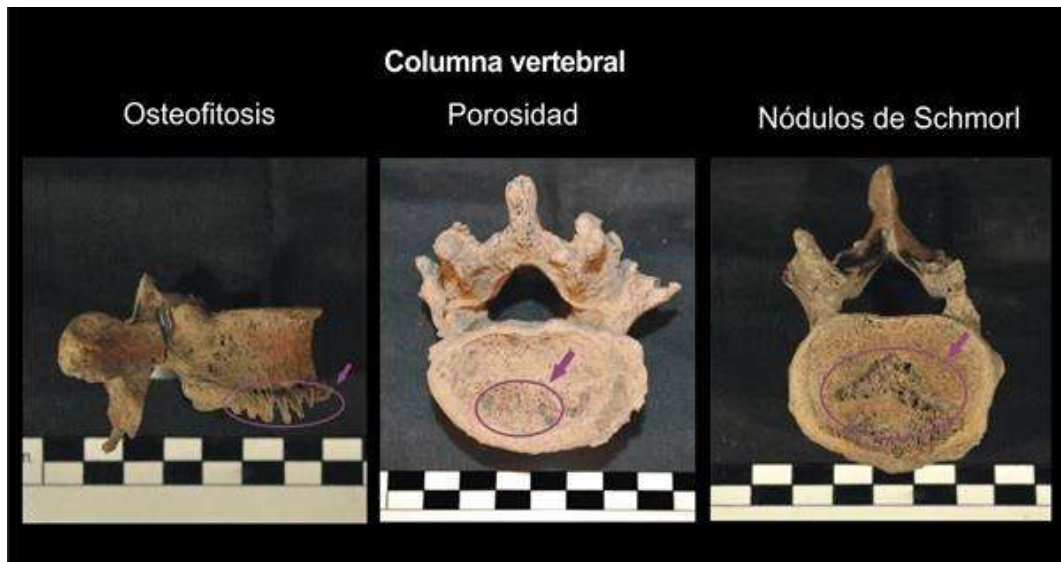 Columna vertebral
Osteofitosis
Porosidad
Nódulos de Schmorl